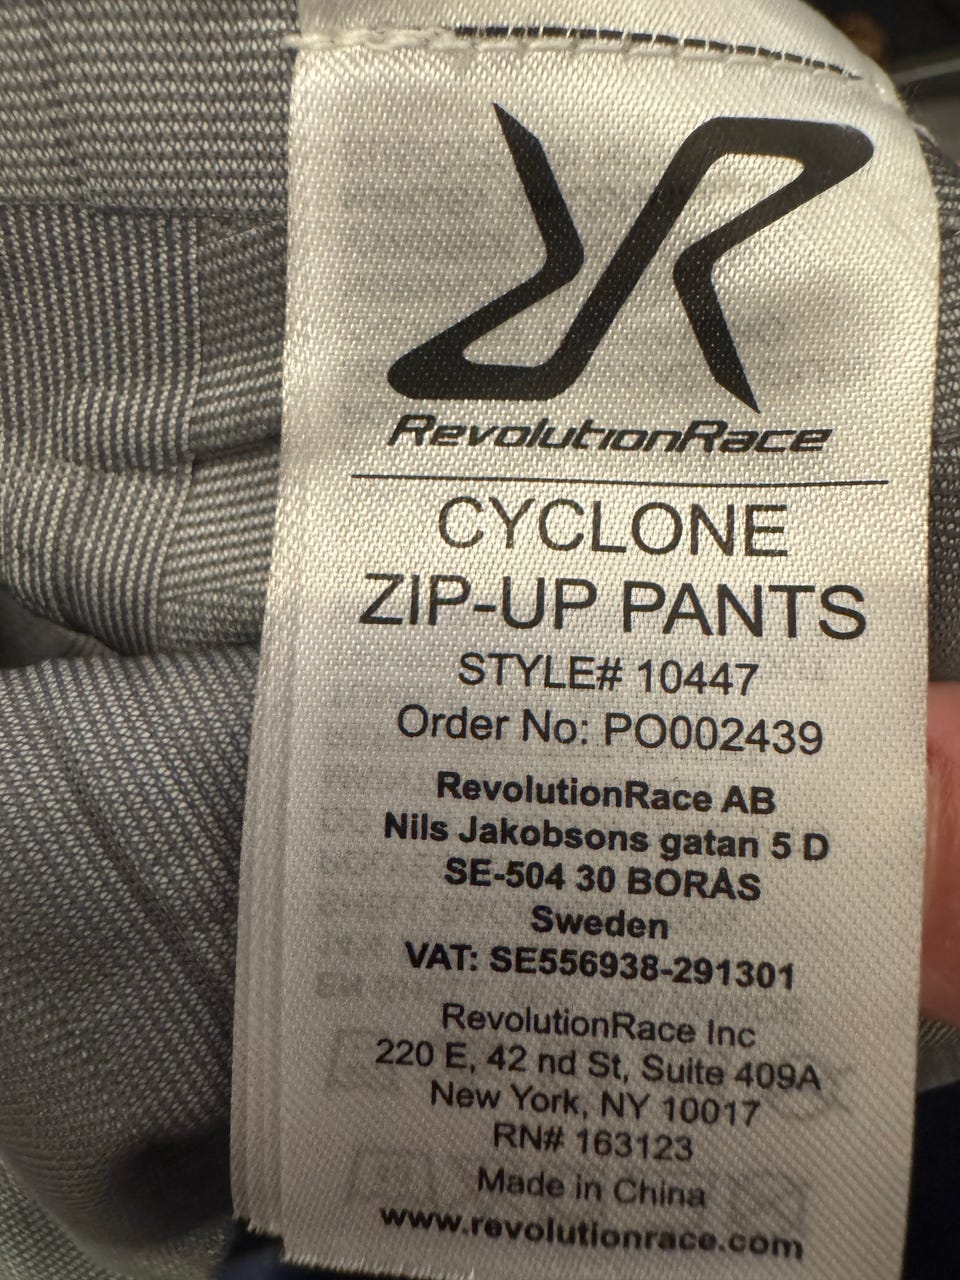 RevolutionRace
CYCLONE
ZIP-UP PANTS
STYLE# 10447
Order No: PO002439
RevolutionRace AB
Nils Jakobsons gatan 5 D
SE-504 30 BORÅS
Sweden
VAT: SE556938-291301
RevolutionRace Inc
220 E, 42 nd St, Suite 409A
New York, NY 10017
RN# 163123
Made in China
www.revolutionrace.com